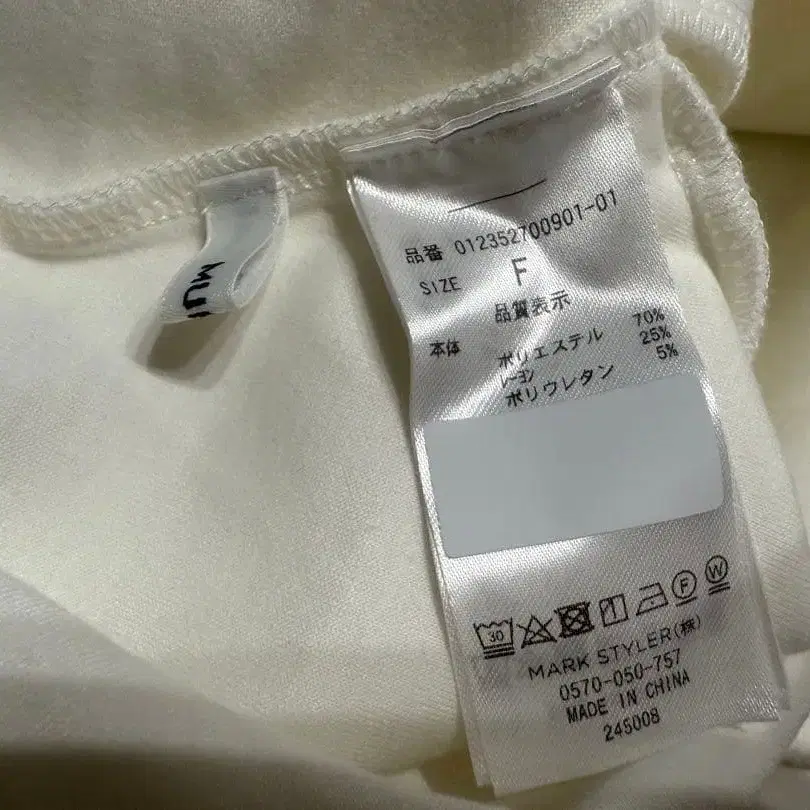 品番 012352700901-01
SIZE F
品質表示
本体 ポリエステル 70%
レーヨン 25%
ポリウレタン 5%
30
F
W
MARK STYLER(株)
0570-050-757
MADE IN CHINA
245008